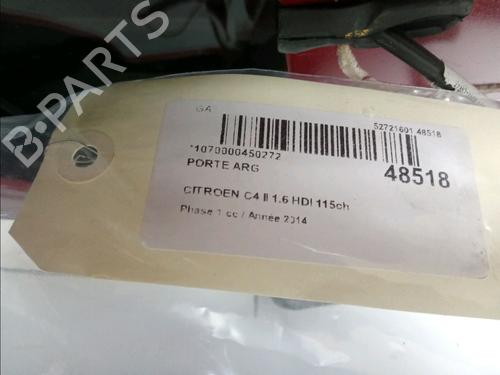 B-PARTS
GA
52721601 48518
*1070000450272
PORTE ARG
48518
CITROEN C4 II 1.6 HDI 115ch
Phase 1 cc / Année 2014